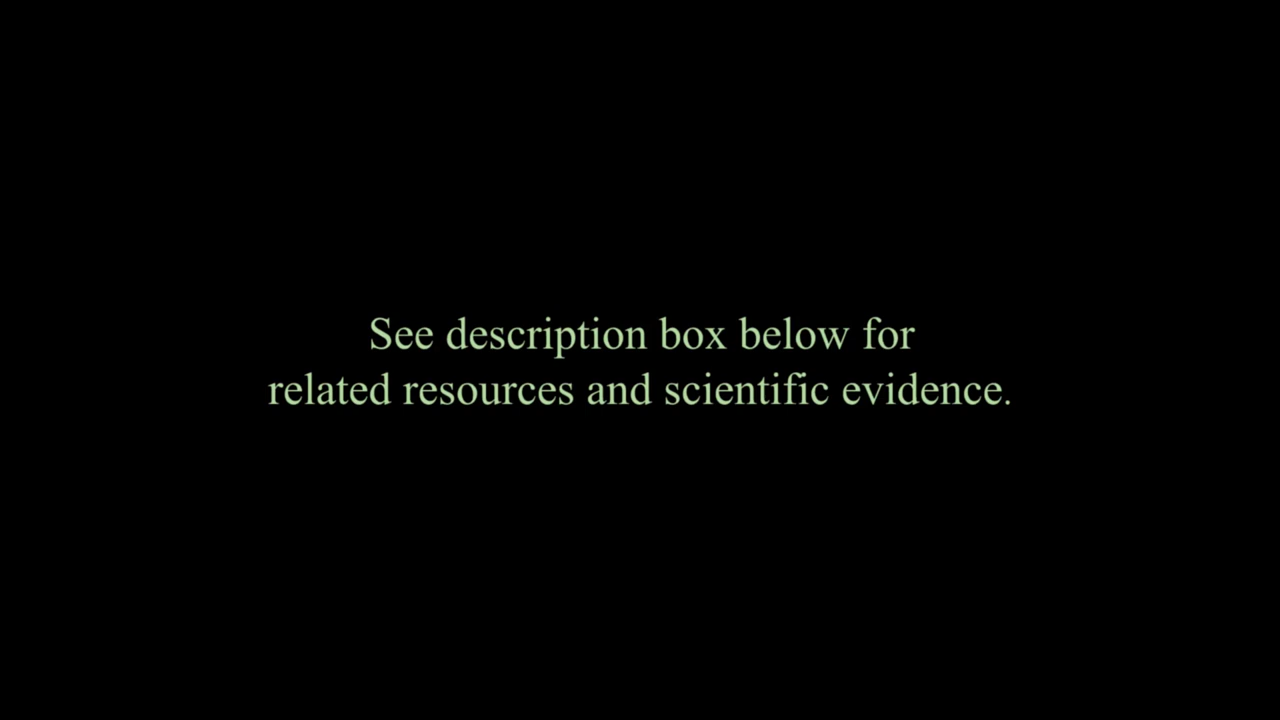 See description box below for
related resources and scientific evidence.